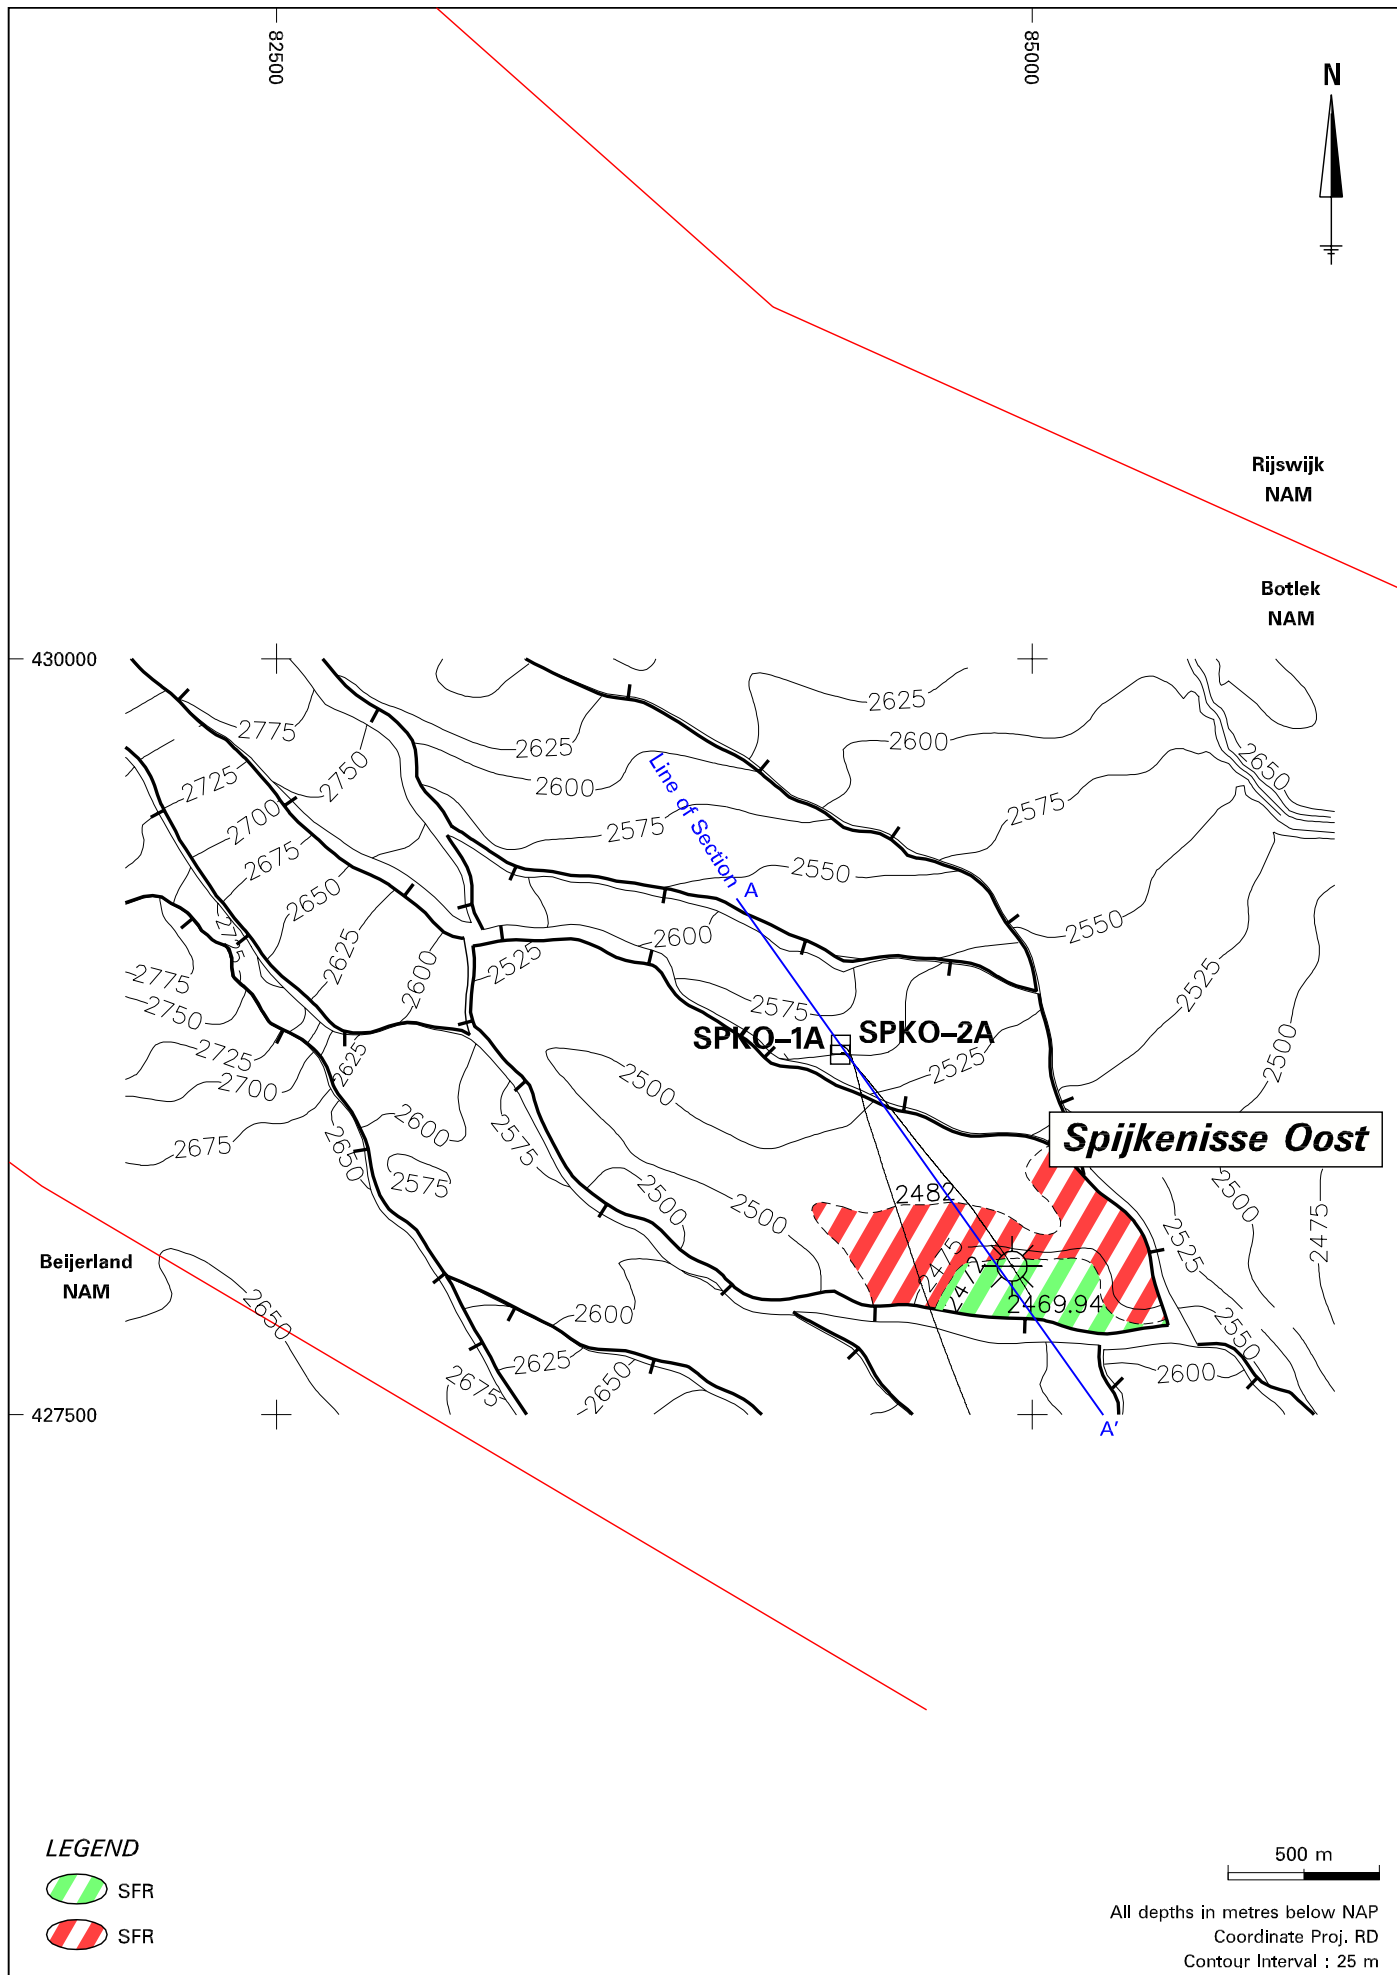 82500
85000
N
Rijswijk
NAM
Botlek
NAM
430000
2775
2625
2625
2600
2650
2725
2750
2600
2575
2575
2700
2675
2550
2650
Line of Section
A
2550
2775
2625
2600
2525
2600
2525
2775
2750
2575
2725
2625
SPKO–1A
SPKO–2A
2525
2500
2700
2500
2600
2575
2675
2650
Spijkenisse Oost
2575
2500
2500
2482
2500
2525
2475
Beijerland
NAM
2475
2472
2469.94
2650
2600
2550
2625
2675
2650
2600
427500
A'
LEGEND
SFR
SFR
500 m
All depths in metres below NAP
Coordinate Proj. RD
Contour Interval : 25 m